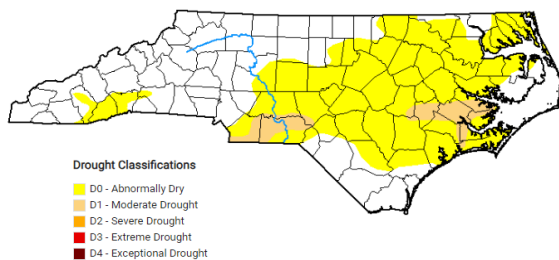 Drought Classifications
D0 - Abnormally Dry
D1 - Moderate Drought
D2 - Severe Drought
D3 - Extreme Drought
D4 - Exceptional Drought